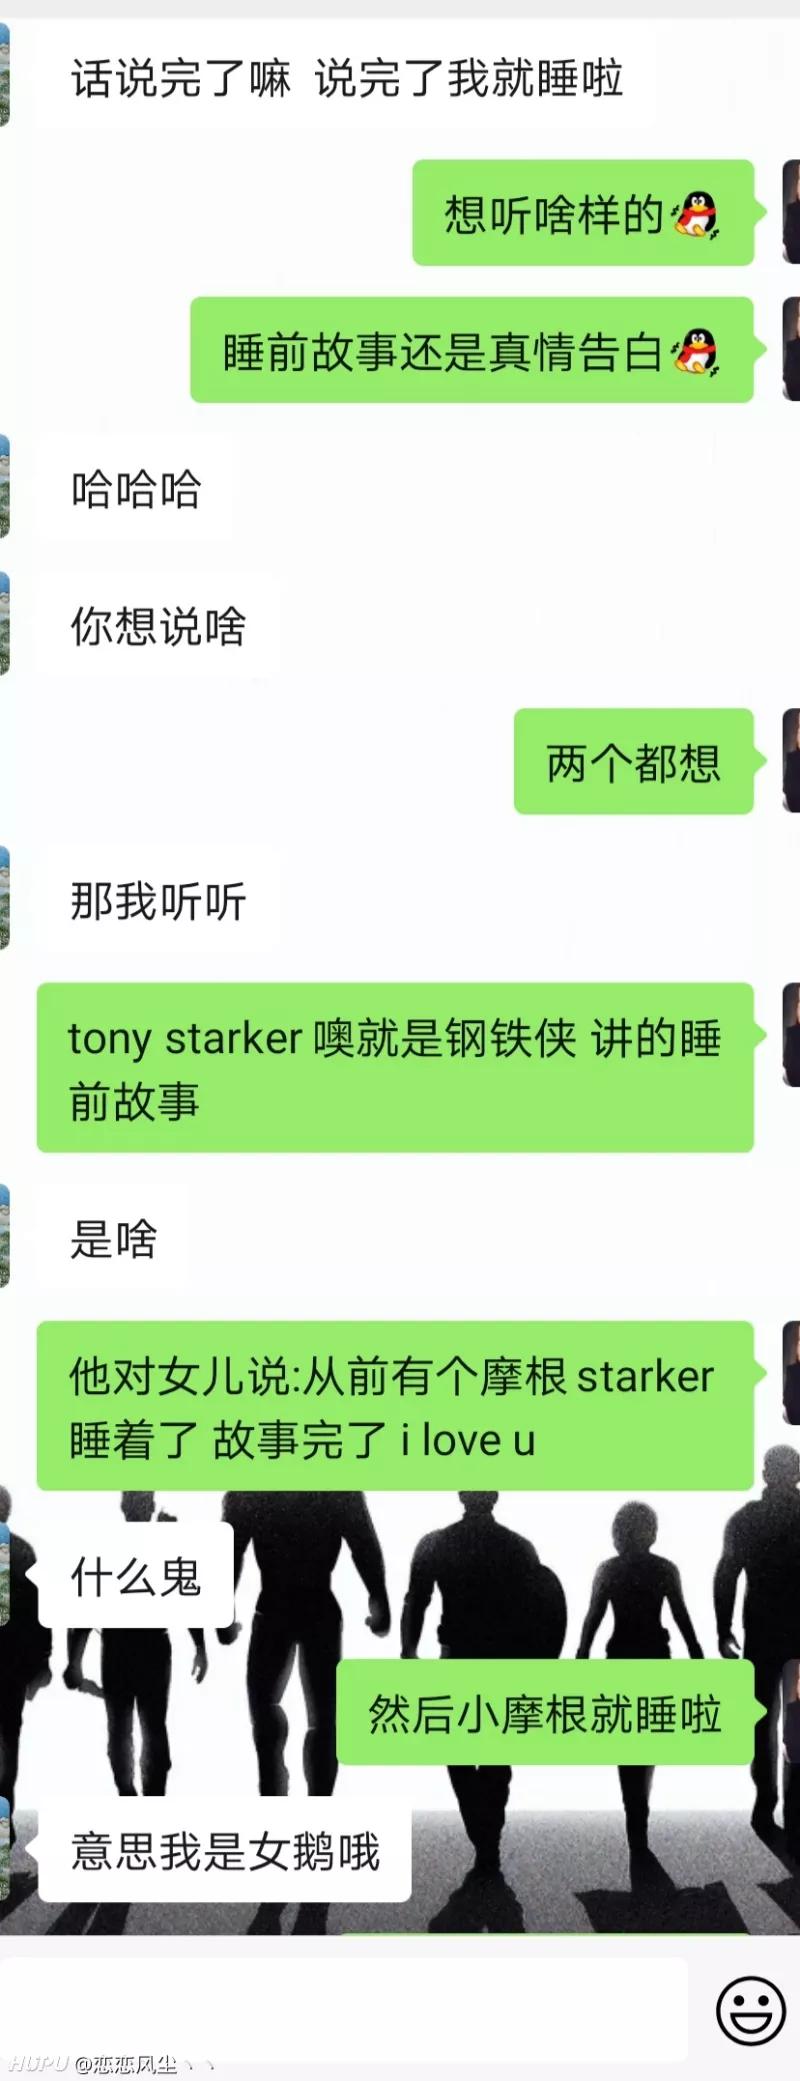 话说完了嘛 说完了我就睡啦
想听啥样的
睡前故事还是真情告白
哈哈哈
你想说啥
两个都想
那我听听
tony starker 噢就是钢铁侠 讲的睡
前故事
是啥
他对女儿说:从前有个摩根 starker
睡着了 故事完了 i love u
什么鬼
然后小摩根就睡啦
意思我是女鹅哦
HUPU @恋恋风尘丶丶